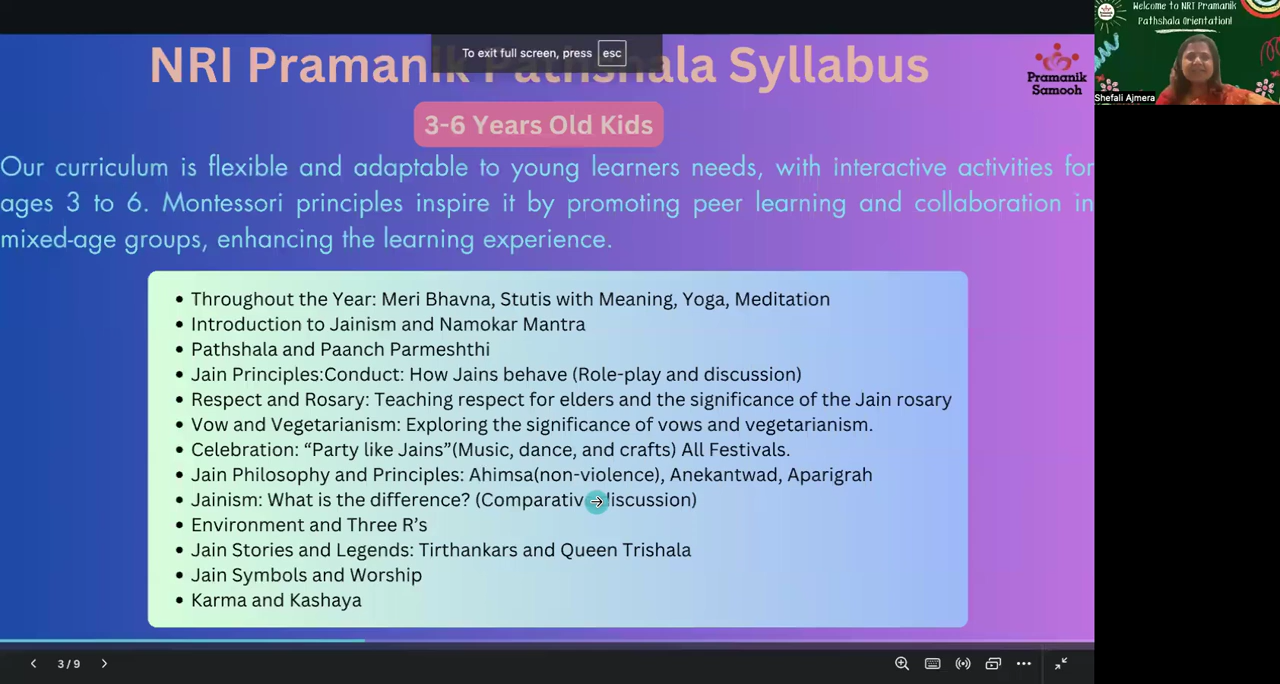 NRI Pramanik Pathshala Syllabus
To exit full screen, press esc
Pramanik
Samooh
Welcome to NRI Pramanik
Pathshala Orientation!
Shefali Ajmera
3-6 Years Old Kids
Our curriculum is flexible and adaptable to young learners needs, with interactive activities for
ages 3 to 6. Montessori principles inspire it by promoting peer learning and collaboration in
mixed-age groups, enhancing the learning experience.
• Throughout the Year: Meri Bhavna, Stutis with Meaning, Yoga, Meditation
• Introduction to Jainism and Namokar Mantra
• Pathshala and Paanch Parmeshthi
• Jain Principles:Conduct: How Jains behave (Role-play and discussion)
• Respect and Rosary: Teaching respect for elders and the significance of the Jain rosary
• Vow and Vegetarianism: Exploring the significance of vows and vegetarianism.
• Celebration: “Party like Jains”(Music, dance, and crafts) All Festivals.
• Jain Philosophy and Principles: Ahimsa(non-violence), Anekantwad, Aparigrah
• Jainism: What is the difference? (Comparative discussion)
• Environment and Three R’s
• Jain Stories and Legends: Tirthankars and Queen Trishala
• Jain Symbols and Worship
• Karma and Kashaya
3/9